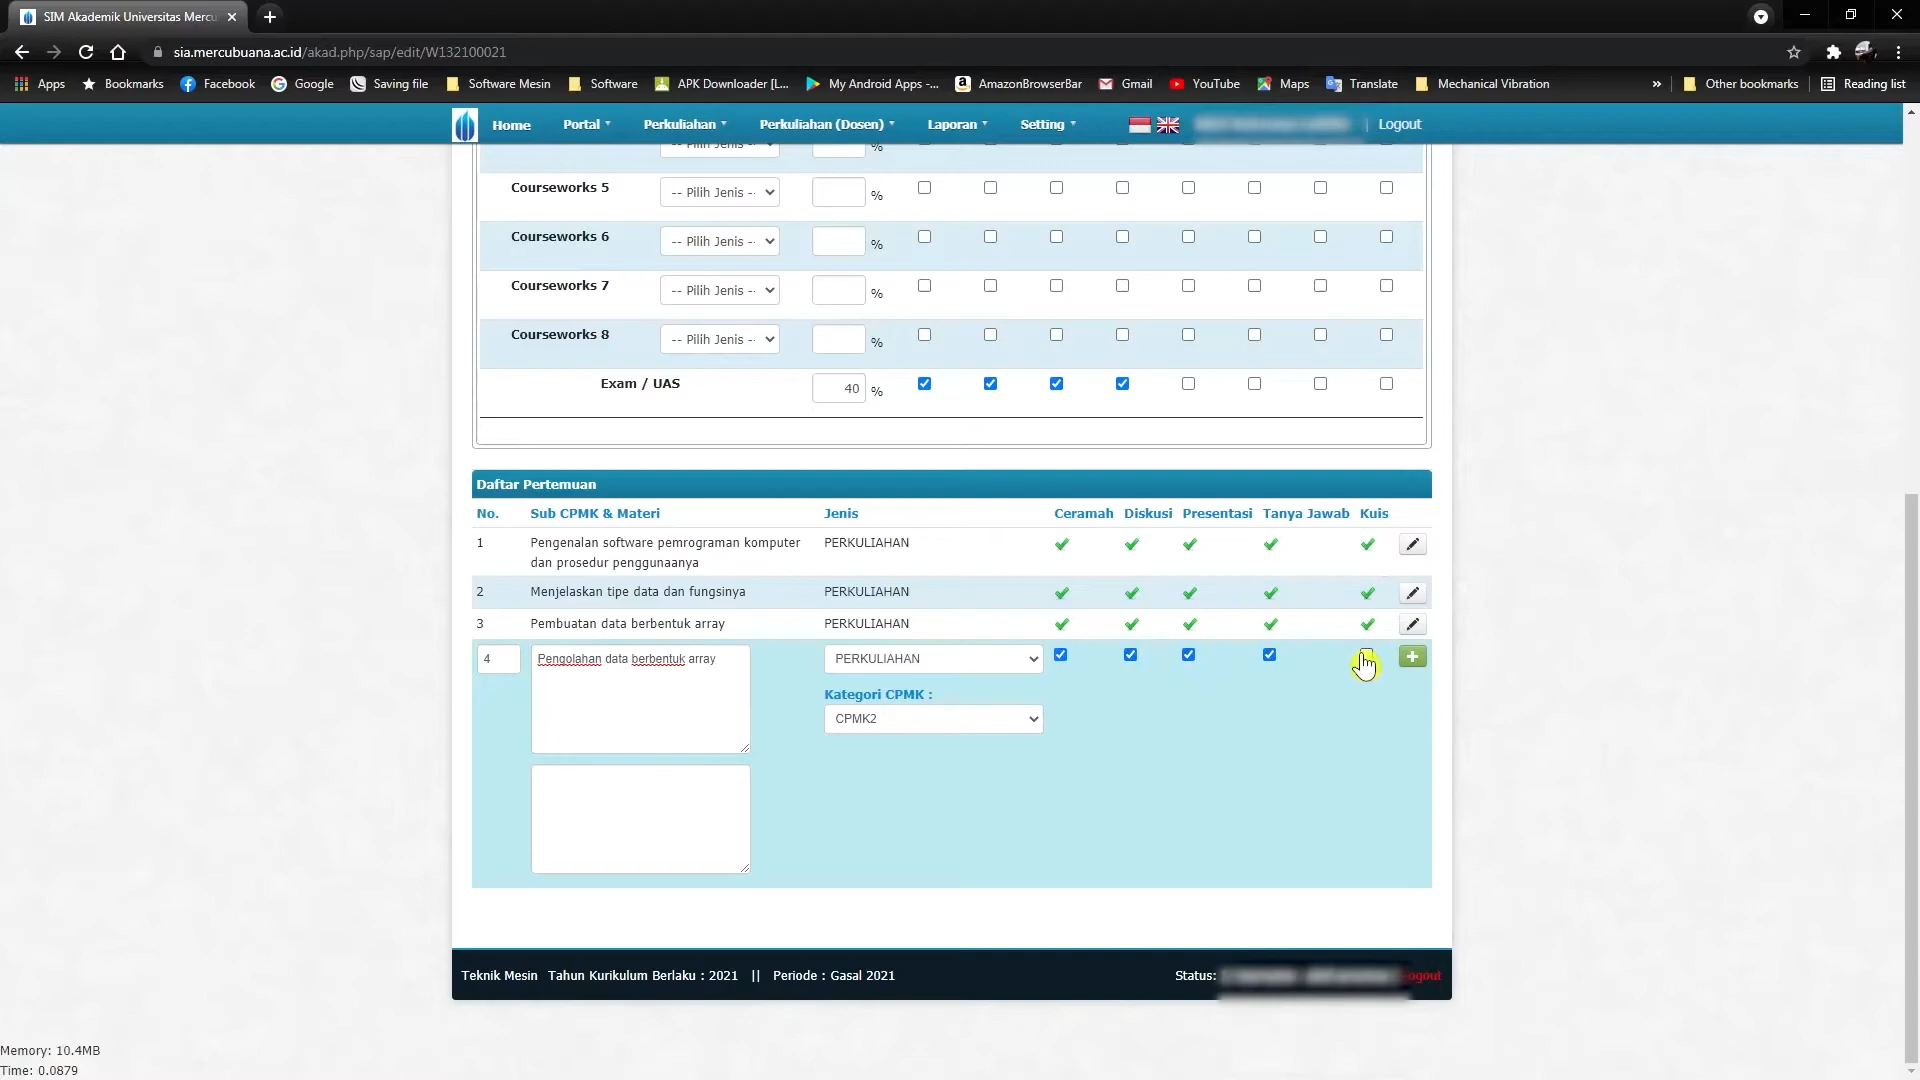 SIM Akademik Universitas Mercu
sia.mercubuana.ac.id/akad.php/sap/edit/W132100021
Apps Bookmarks Facebook Google Saving file Software Mesin Software APK Downloader [L... My Android Apps -... AmazonBrowserBar Gmail YouTube Maps Translate Mechanical Vibration » Other bookmarks Reading list
Home Portal Perkuliahan Perkuliahan (Dosen) Laporan Setting | Logout
-- Pilih Jenis -- %
Courseworks 5 -- Pilih Jenis -- %
Courseworks 6 -- Pilih Jenis -- %
Courseworks 7 -- Pilih Jenis -- %
Courseworks 8 -- Pilih Jenis -- %
Exam / UAS 40 %
Daftar Pertemuan
No. Sub CPMK & Materi Jenis Ceramah Diskusi Presentasi Tanya Jawab Kuis
1 Pengenalan software pemrograman komputer PERKULIAHAN
dan prosedur penggunaanya
2 Menjelaskan tipe data dan fungsinya PERKULIAHAN
3 Pembuatan data berbentuk array PERKULIAHAN
4 Pengolahan data berbentuk array PERKULIAHAN
Kategori CPMK :
CPMK2
Teknik Mesin Tahun Kurikulum Berlaku : 2021 || Periode : Gasal 2021 Status: Logout
Memory: 10.4MB
Time: 0.0879